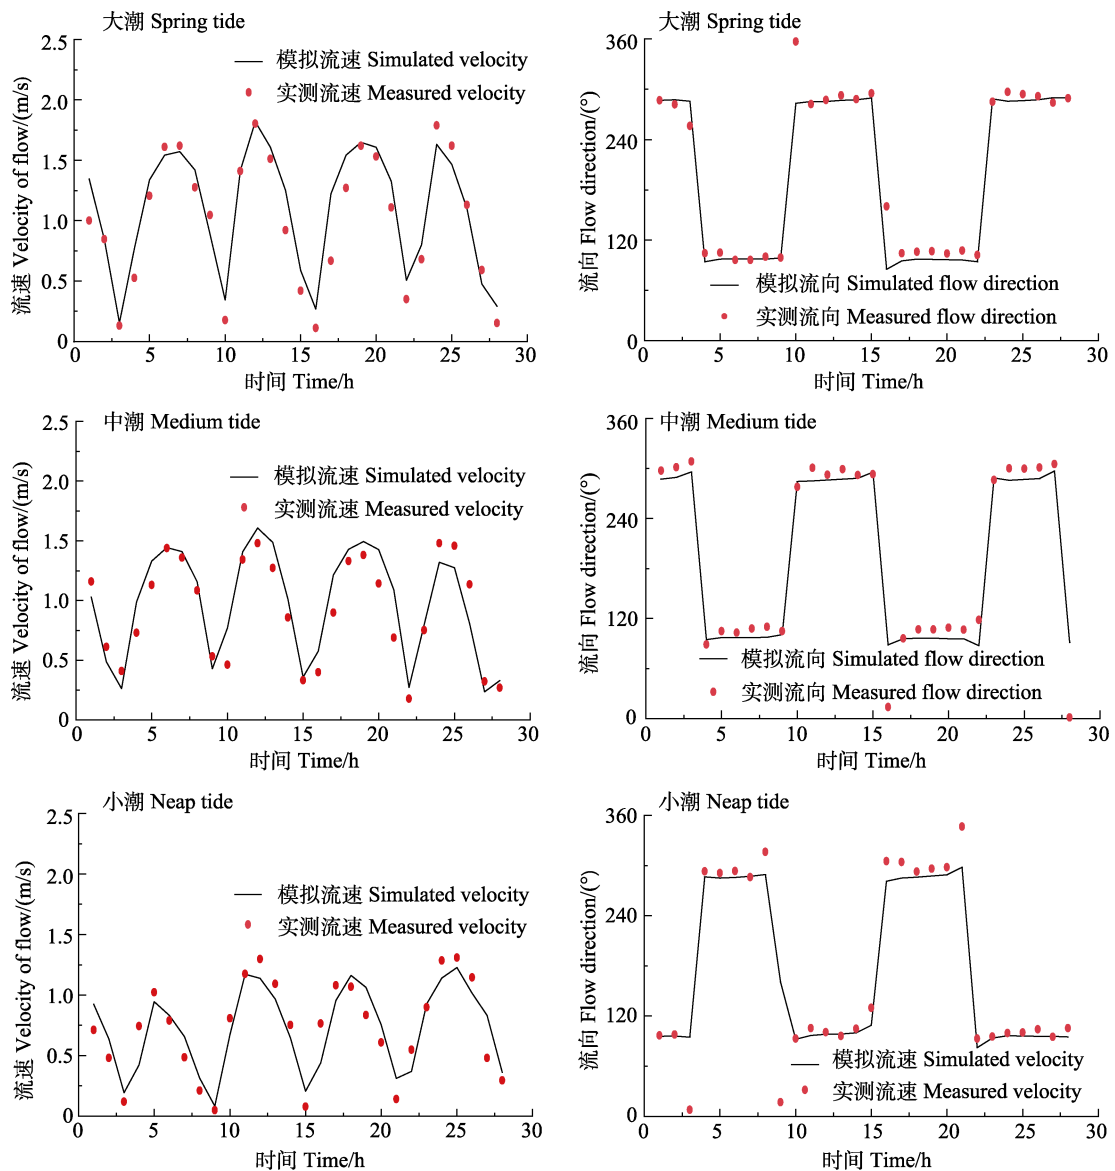 大潮 Spring tide
模拟流速 Simulated velocity
实测流速 Measured velocity
流速 Velocity of flow/(m/s)
2.5
2.0
1.5
1.0
0.5
0
0 5 10 15 20 25 30
时间 Time/h
大潮 Spring tide
流向 Flow direction/(°)
360
240
120
0
模拟流向 Simulated flow direction
实测流向 Measured flow direction
0 5 10 15 20 25 30
时间 Time/h
中潮 Medium tide
模拟流速 Simulated velocity
实测流速 Measured velocity
流速 Velocity of flow/(m/s)
2.5
2.0
1.5
1.0
0.5
0
0 5 10 15 20 25 30
时间 Time/h
中潮 Medium tide
流向 Flow direction/(°)
360
240
120
0
模拟流向 Simulated flow direction
实测流向 Measured flow direction
0 5 10 15 20 25 30
时间 Time/h
小潮 Neap tide
模拟流速 Simulated velocity
实测流速 Measured velocity
流速 Velocity of flow/(m/s)
2.5
2.0
1.5
1.0
0.5
0
0 5 10 15 20 25 30
时间 Time/h
小潮 Neap tide
流向 Flow direction/(°)
360
240
120
0
模拟流速 Simulated velocity
实测流速 Measured velocity
0 5 10 15 20 25 30
时间 Time/h